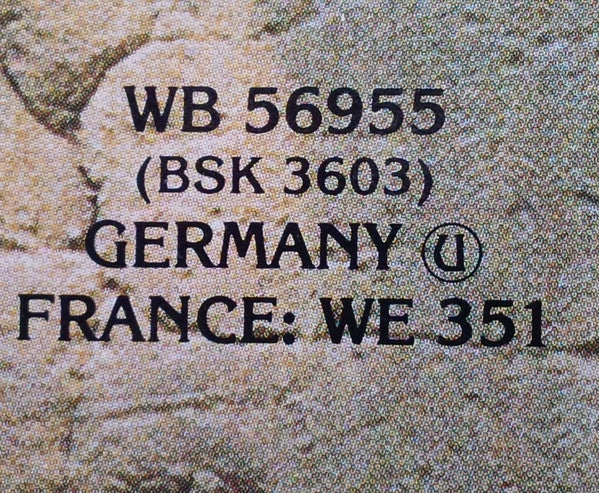 WB 56955
(BSK 3603)
GERMANY Ⓤ
FRANCE: WE 351